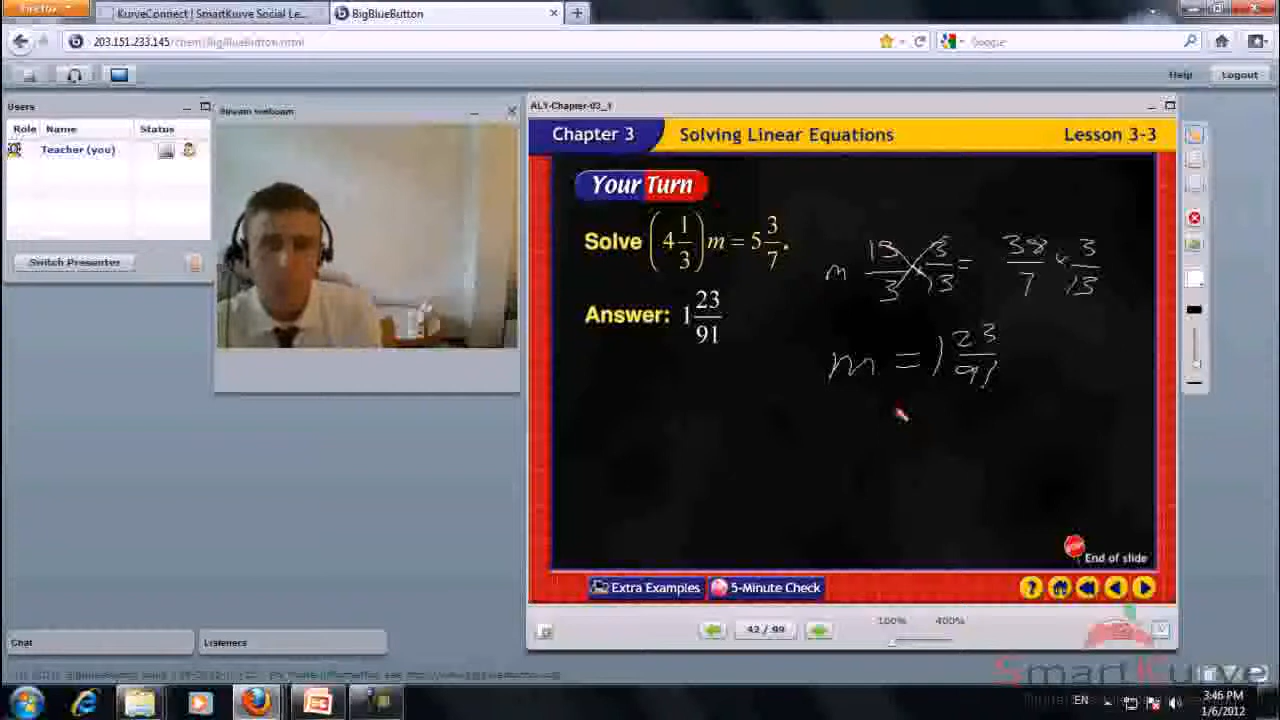 Firefox
KurveConnect | SmartKurve Social Le...
BigBlueButton
203.151.233.145/client/BigBlueButton.html
Google
Help
Logout
Users
Role Name Status
Teacher (you)
Switch Presenter
ALY-Chapter-03_1
Chapter 3 Solving Linear Equations Lesson 3-3
Your Turn
Solve (4 1/3) m = 5 3/7.
Answer: 1 23/91
m 13/3 3/13 = 38/7 × 3/13
m = 1 23/91
End of slide
Extra Examples
5-Minute Check
?
42 / 99
100% 400%
Chat
Listeners
SmartKurve
EN
3:46 PM
1/6/2012